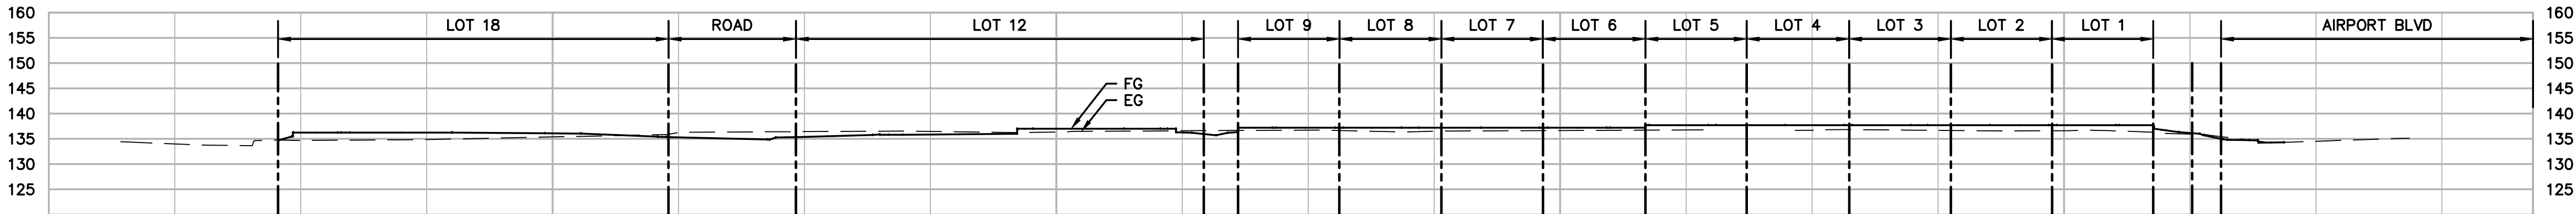 160 160
LOT 18 ROAD LOT 12 LOT 9 LOT 8 LOT 7 LOT 6 LOT 5 LOT 4 LOT 3 LOT 2 LOT 1 AIRPORT BLVD
155 155
150 150
145 145
FG
EG
140 140
135 135
130 130
125 125